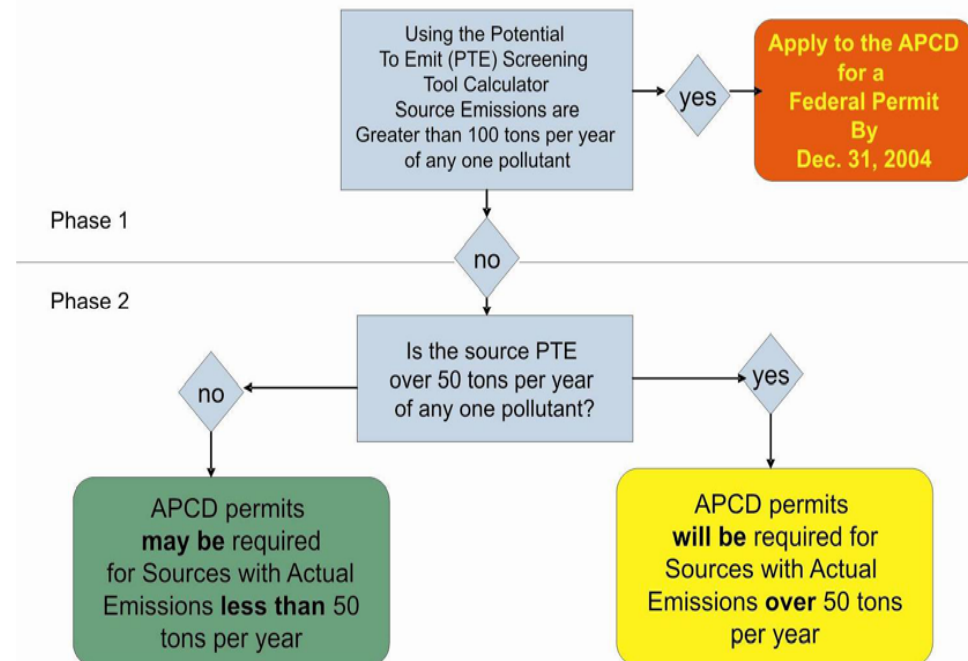 Using the Potential
To Emit (PTE) Screening
Tool Calculator
Source Emissions are
Greater than 100 tons per year
of any one pollutant
yes
Apply to the APCD
for a
Federal Permit
By
Dec. 31, 2004
Phase 1
no
Phase 2
Is the source PTE
over 50 tons per year
of any one pollutant?
no
yes
APCD permits
may be required
for Sources with Actual
Emissions less than 50
tons per year
APCD permits
will be required for
Sources with Actual
Emissions over 50 tons
per year